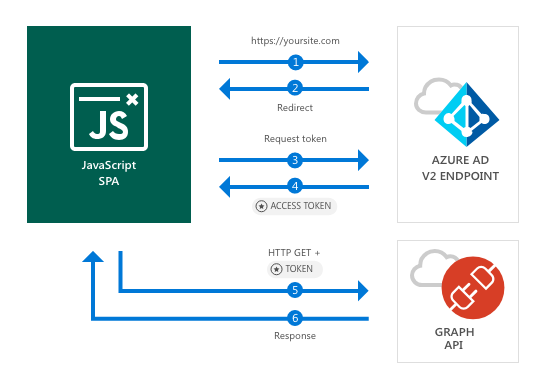 https://yoursite.com
1
2
Redirect
JS
JavaScript
SPA
Request token
3
4
ACCESS TOKEN
AZURE AD
V2 ENDPOINT
HTTP GET +
TOKEN
5
6
Response
GRAPH
API